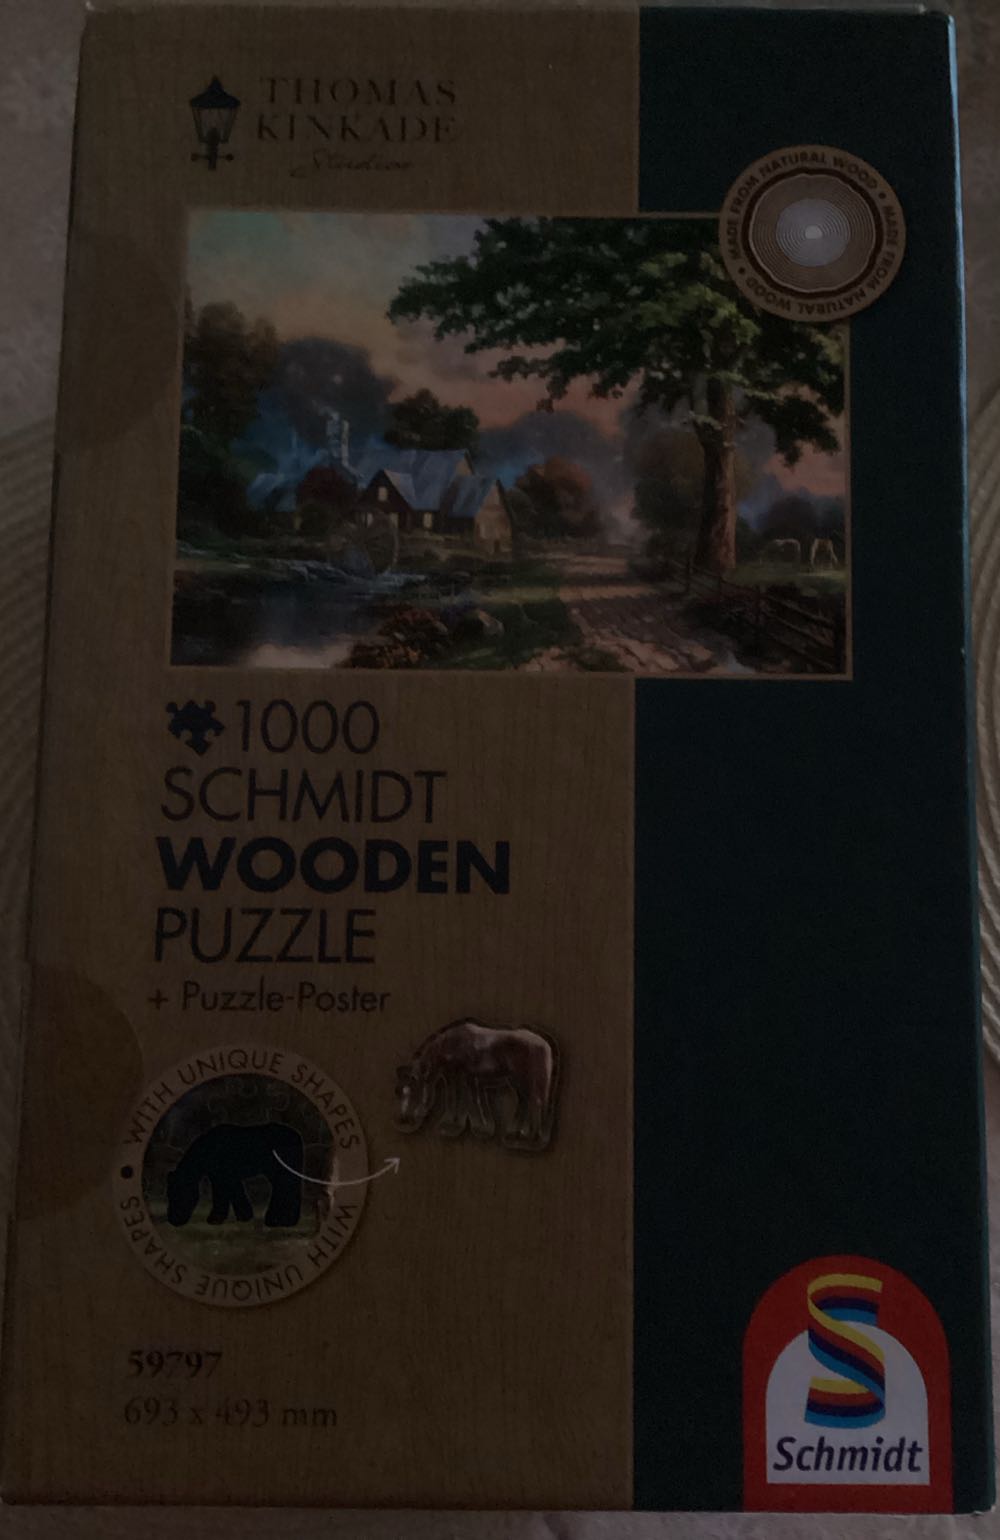 THOMAS
KINKADE
Studios
MADE FROM NATURAL WOOD • MADE FROM NATURAL WOOD •
1000
SCHMIDT
WOODEN
PUZZLE
+ Puzzle-Poster
WITH UNIQUE SHAPES • WITH UNIQUE SHAPES •
59797
693 x 493 mm
Schmidt